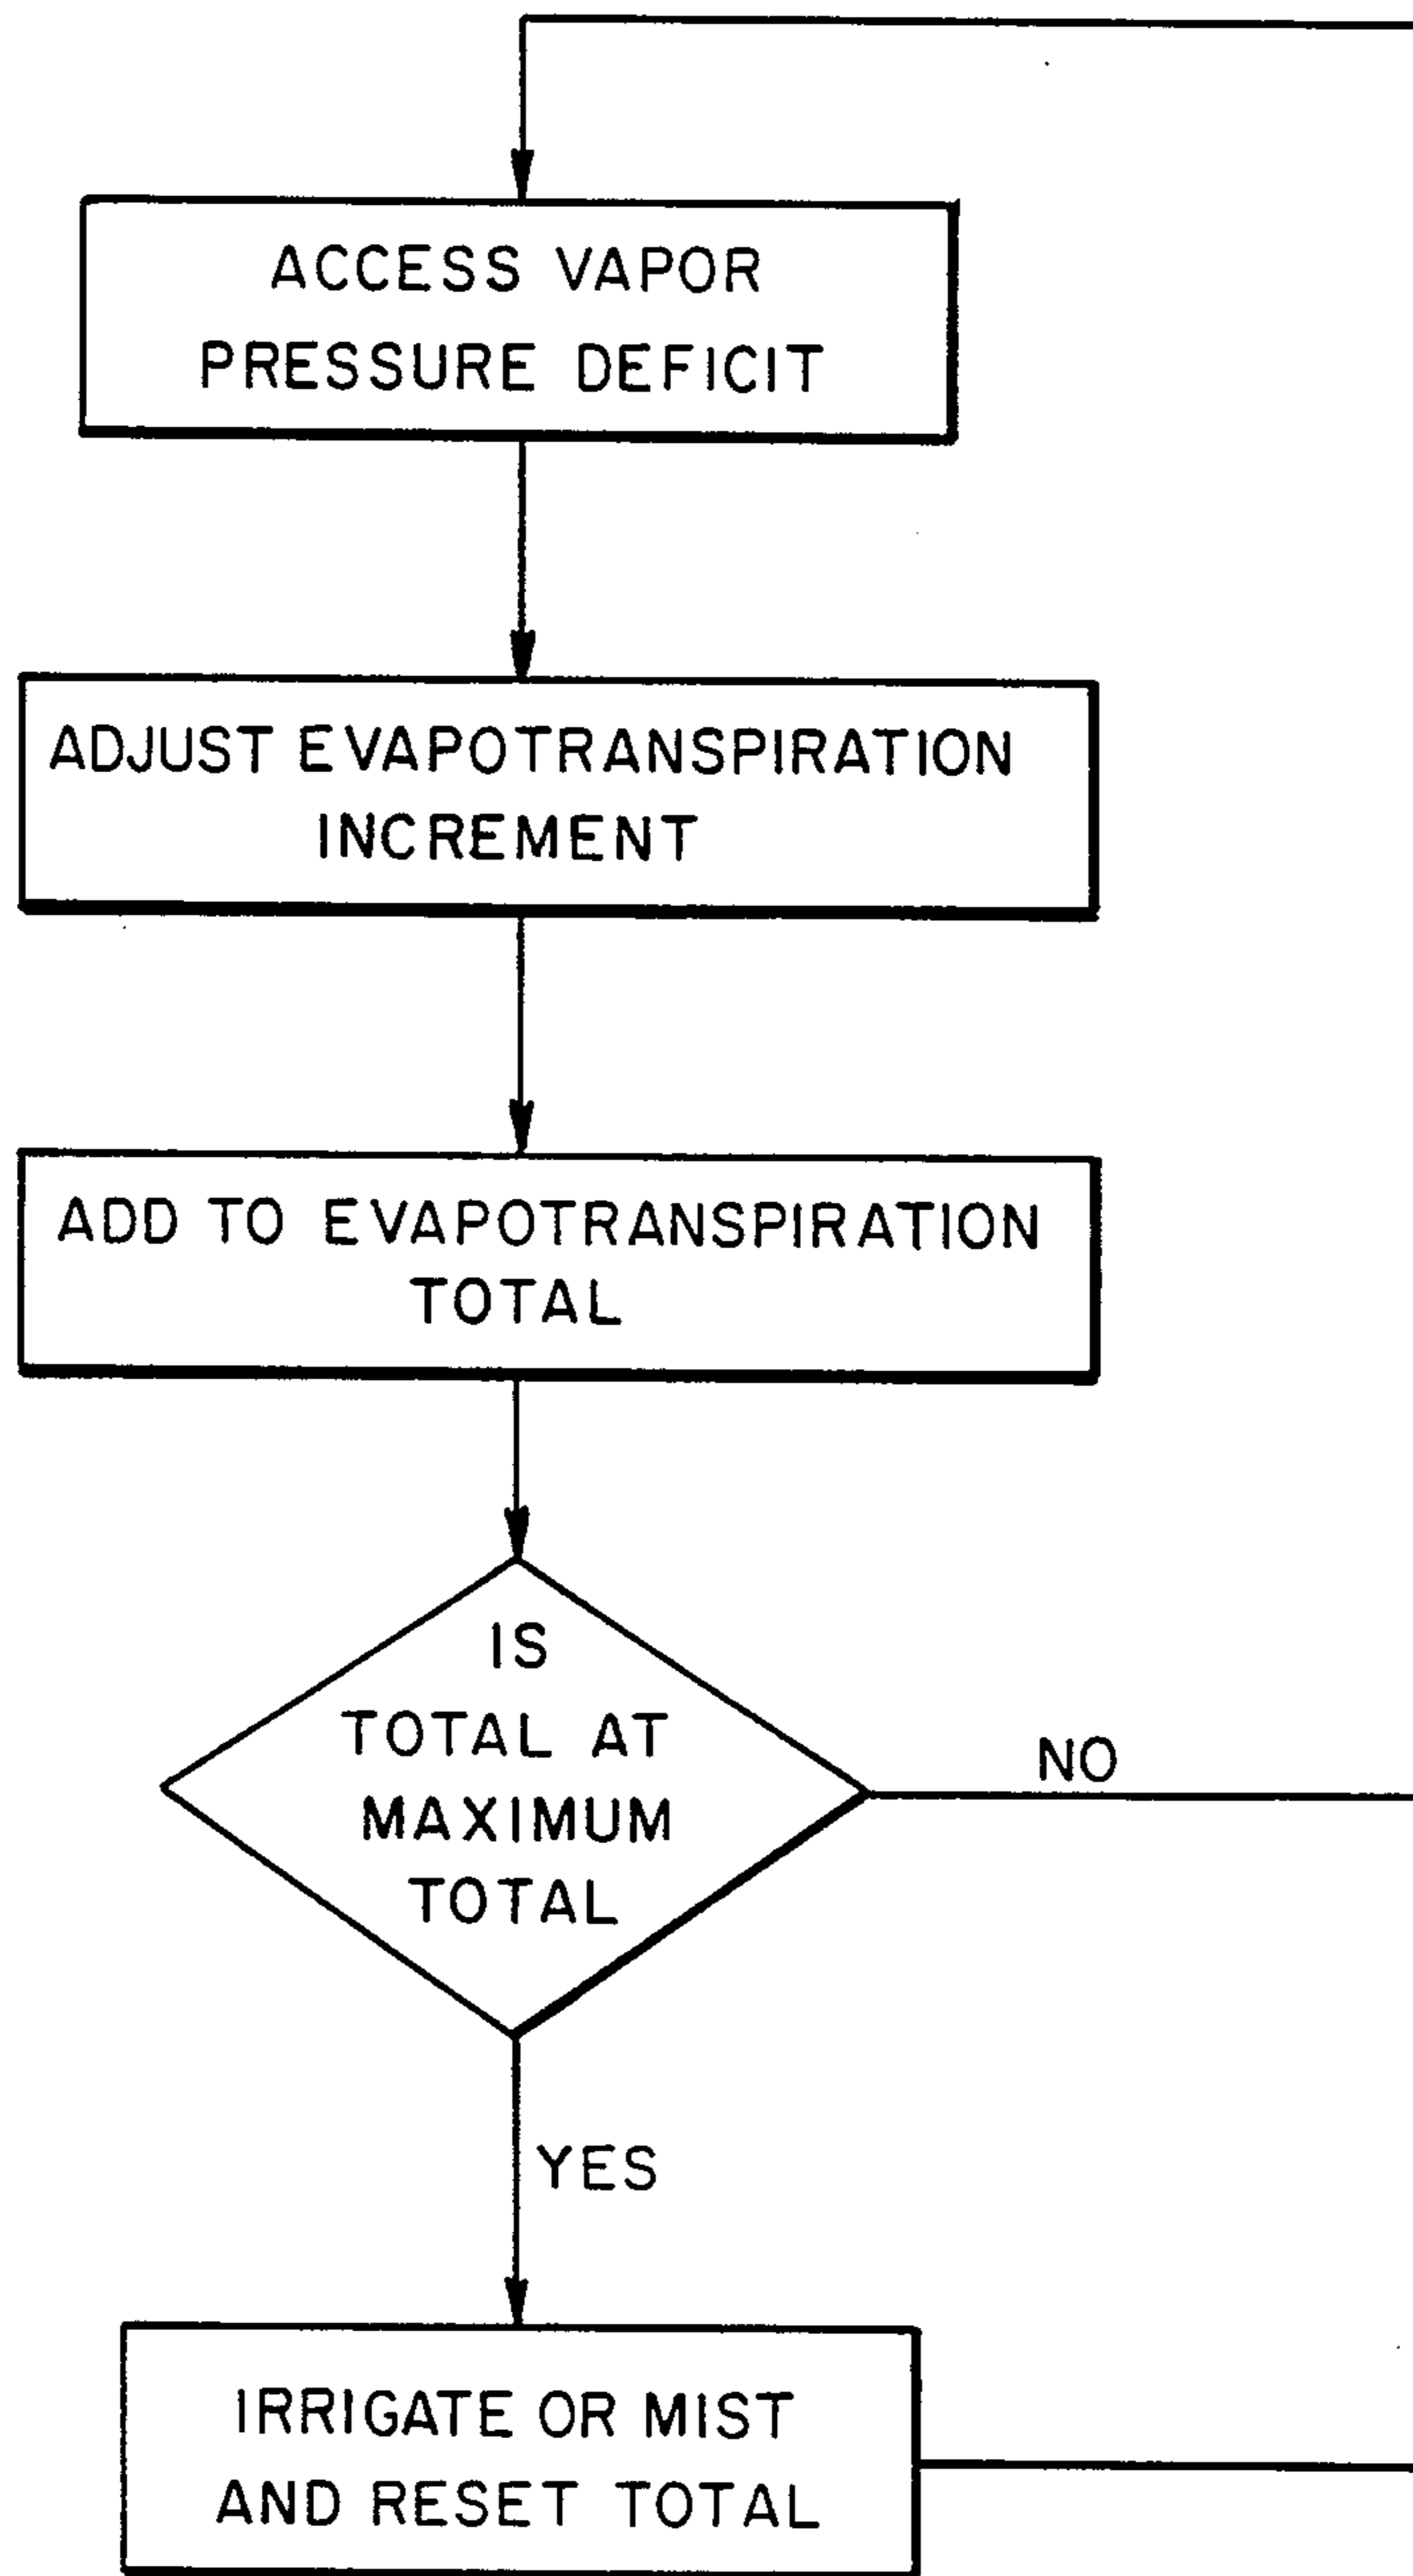 ACCESS VAPOR
PRESSURE DEFICIT
ADJUST EVAPOTRANSPIRATION
INCREMENT
ADD TO EVAPOTRANSPIRATION
TOTAL
IS
TOTAL AT
MAXIMUM
TOTAL
NO
YES
IRRIGATE OR MIST
AND RESET TOTAL